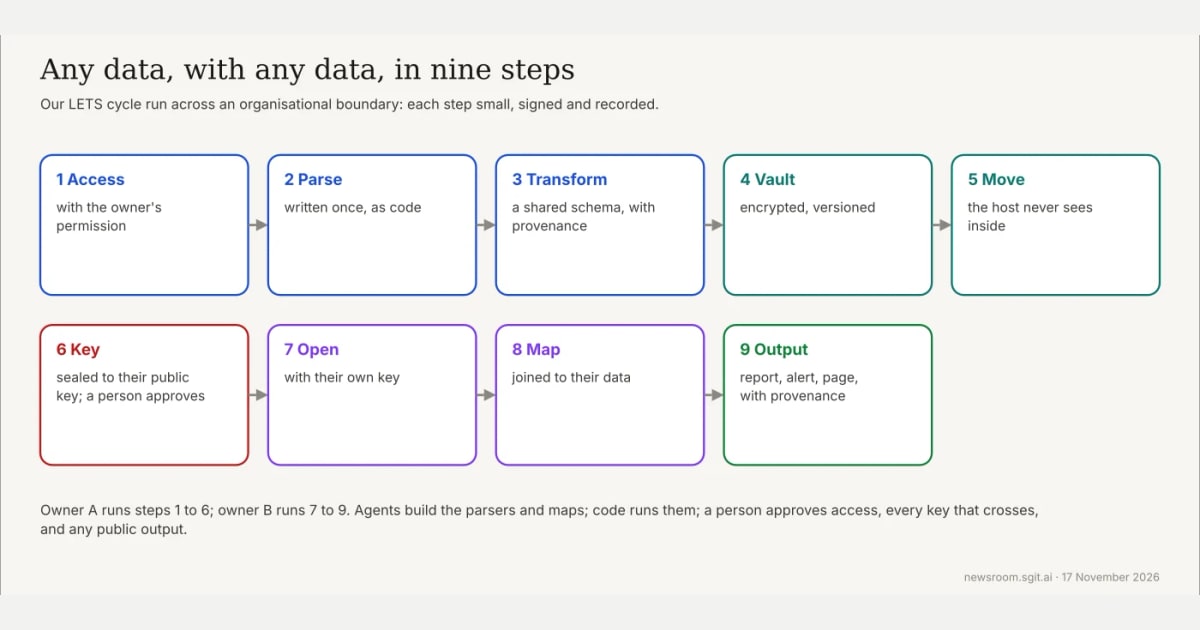 Any data, with any data, in nine steps
Our LETS cycle run across an organisational boundary: each step small, signed and recorded.
1 Access
with the owner's
permission
2 Parse
written once, as code
3 Transform
a shared schema, with
provenance
4 Vault
encrypted, versioned
5 Move
the host never sees
inside
6 Key
sealed to their public
key; a person approves
7 Open
with their own key
8 Map
joined to their data
9 Output
report, alert, page,
with provenance
Owner A runs steps 1 to 6; owner B runs 7 to 9. Agents build the parsers and maps; code runs them; a person approves access, every key that crosses,
and any public output.
newsroom.sgit.ai · 17 November 2026